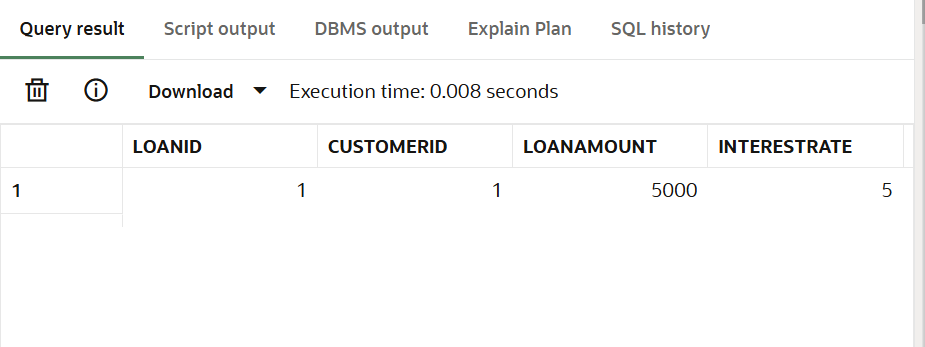 Query result Script output DBMS output Explain Plan SQL history
Download Execution time: 0.008 seconds
LOANID CUSTOMERID LOANAMOUNT INTERESTRATE
1 1 1 5000 5